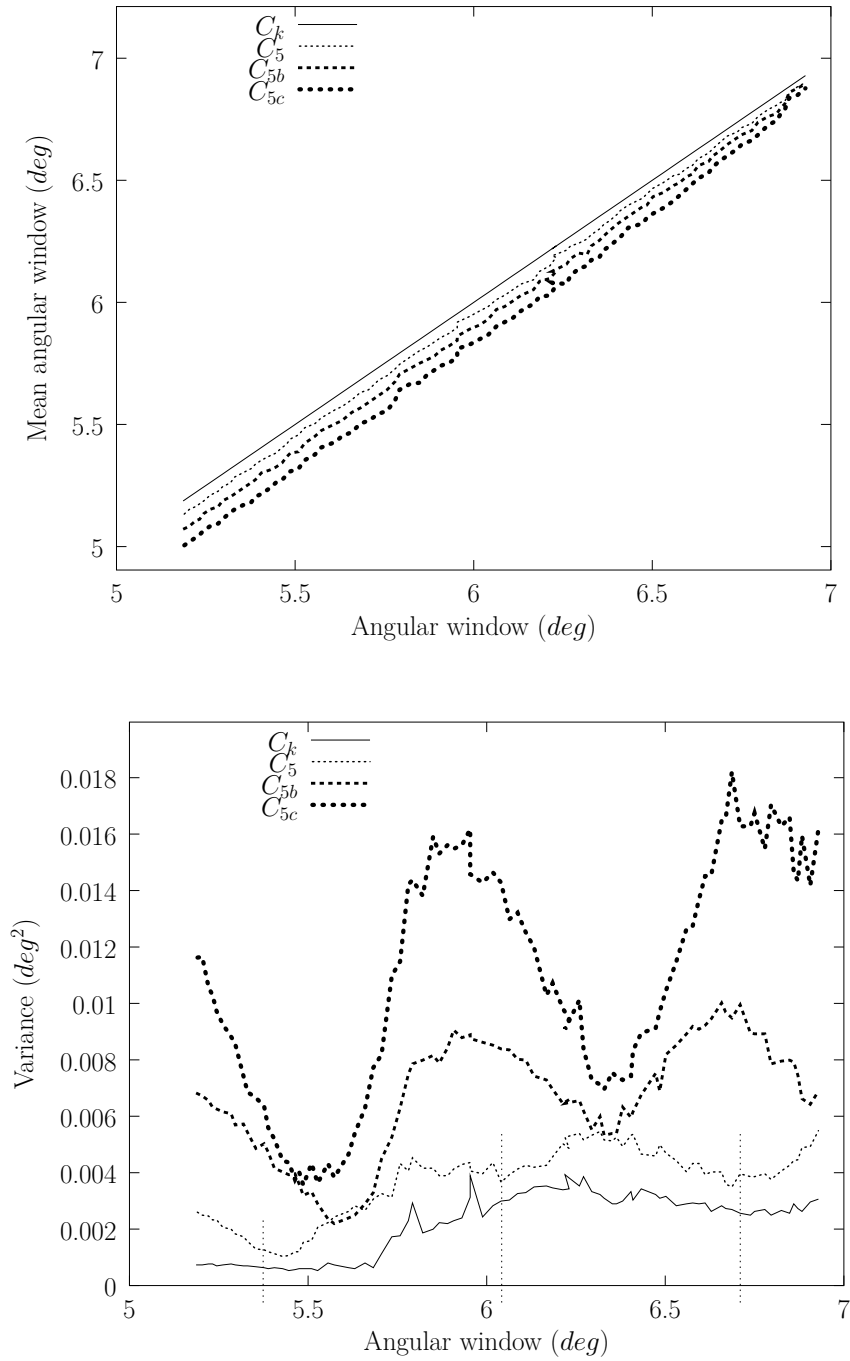 C_k
C_5
C_5b
C_5c
7
6.5
6
5.5
5
Mean angular window (deg)
5 5.5 6 6.5 7
Angular window (deg)
C_k
C_5
C_5b
C_5c
0.018
0.016
0.014
0.012
0.01
0.008
0.006
0.004
0.002
0
Variance (deg²)
5 5.5 6 6.5 7
Angular window (deg)